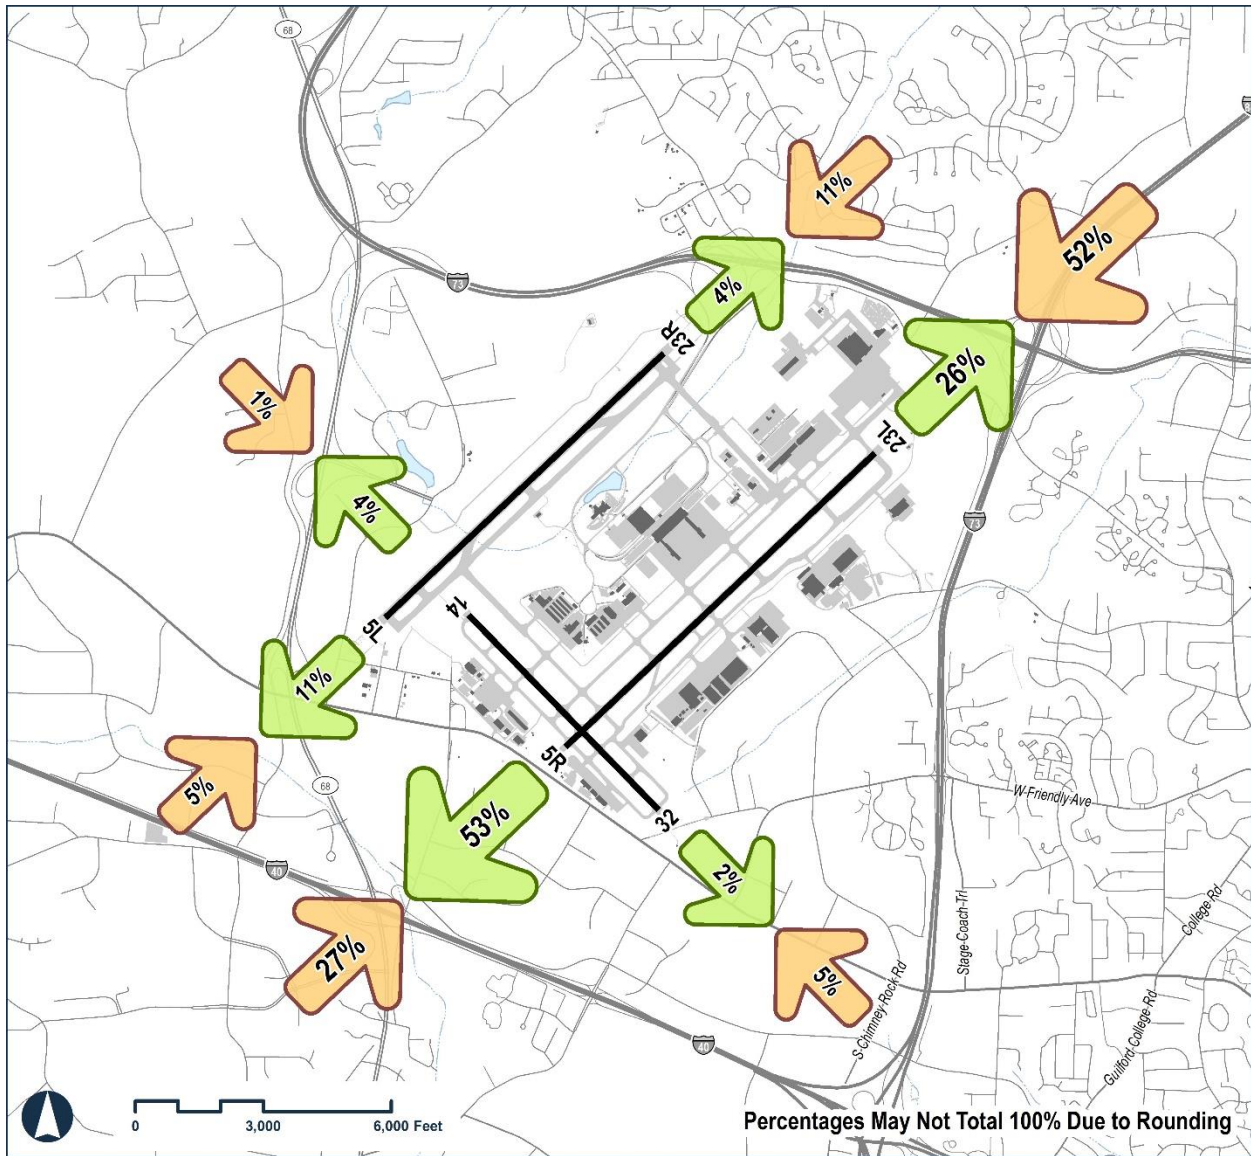 68
8
11%
52%
73
4%
23R
26%
1%
23L
4%
73
14
5L
11%
5R
5%
68
W-Friendly-Ave
53%
32
40
2%
Stage-Coach-Trl
College Rd
27%
5%
S-Chimney-Rock-Rd
Guilford-College-Rd
40
0 3,000 6,000 Feet
Percentages May Not Total 100% Due to Rounding